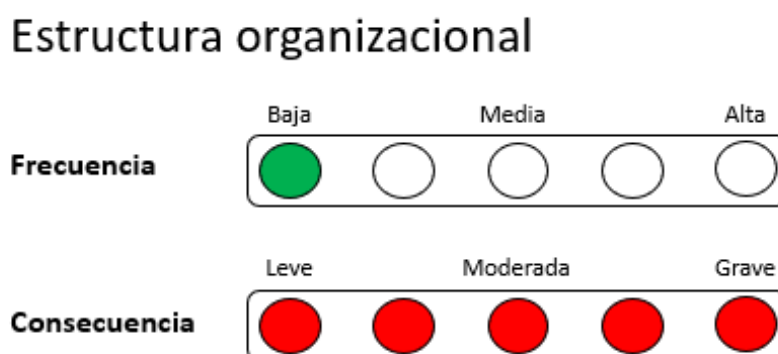 Estructura organizacional
Baja Media Alta
Frecuencia
Leve Moderada Grave
Consecuencia